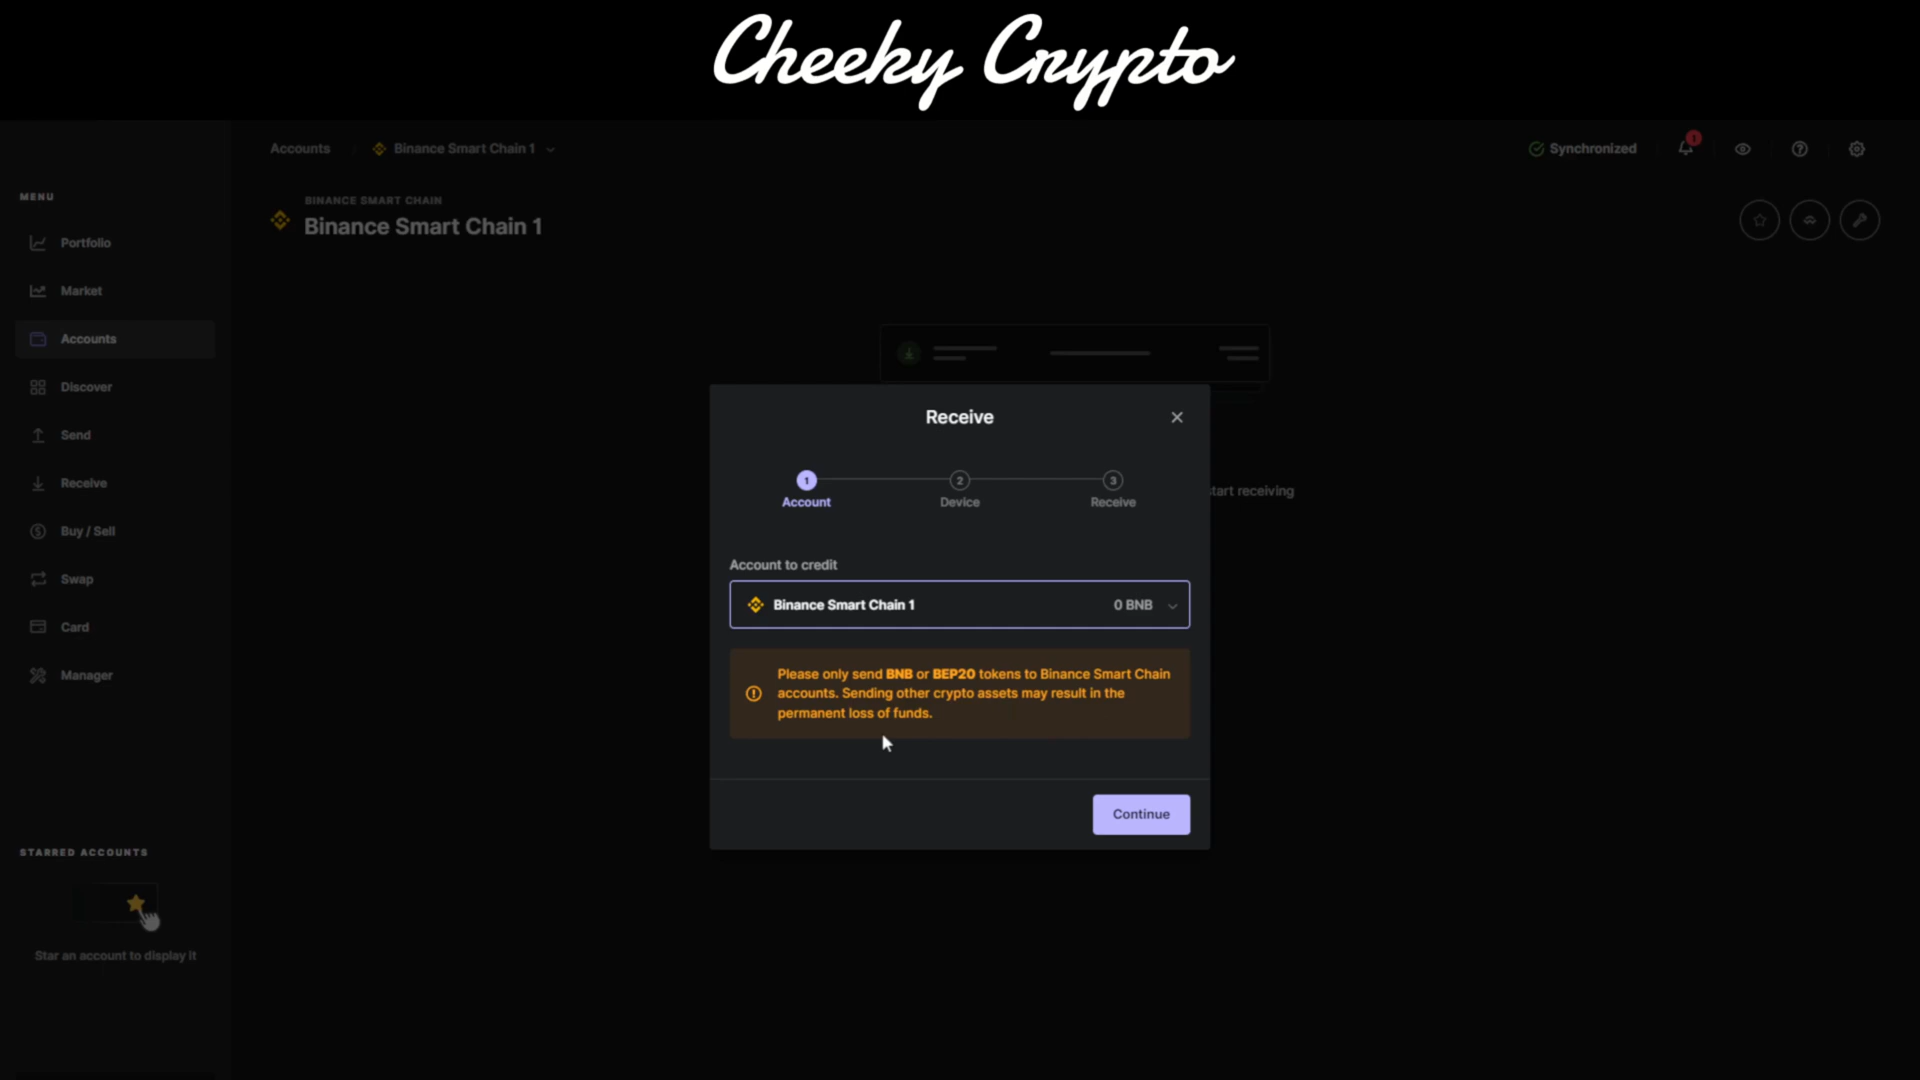 Cheeky Crypto
Accounts
Binance Smart Chain 1
Synchronized
1
MENU
BINANCE SMART CHAIN
Binance Smart Chain 1
Portfolio
Market
Accounts
Discover
Send
Receive
Buy / Sell
Swap
Card
Manager
STARRED ACCOUNTS
Star an account to display it
start receiving
Receive
1
2
3
Account
Device
Receive
Account to credit
Binance Smart Chain 1
0 BNB
Please only send BNB or BEP20 tokens to Binance Smart Chain
accounts. Sending other crypto assets may result in the
permanent loss of funds.
Continue